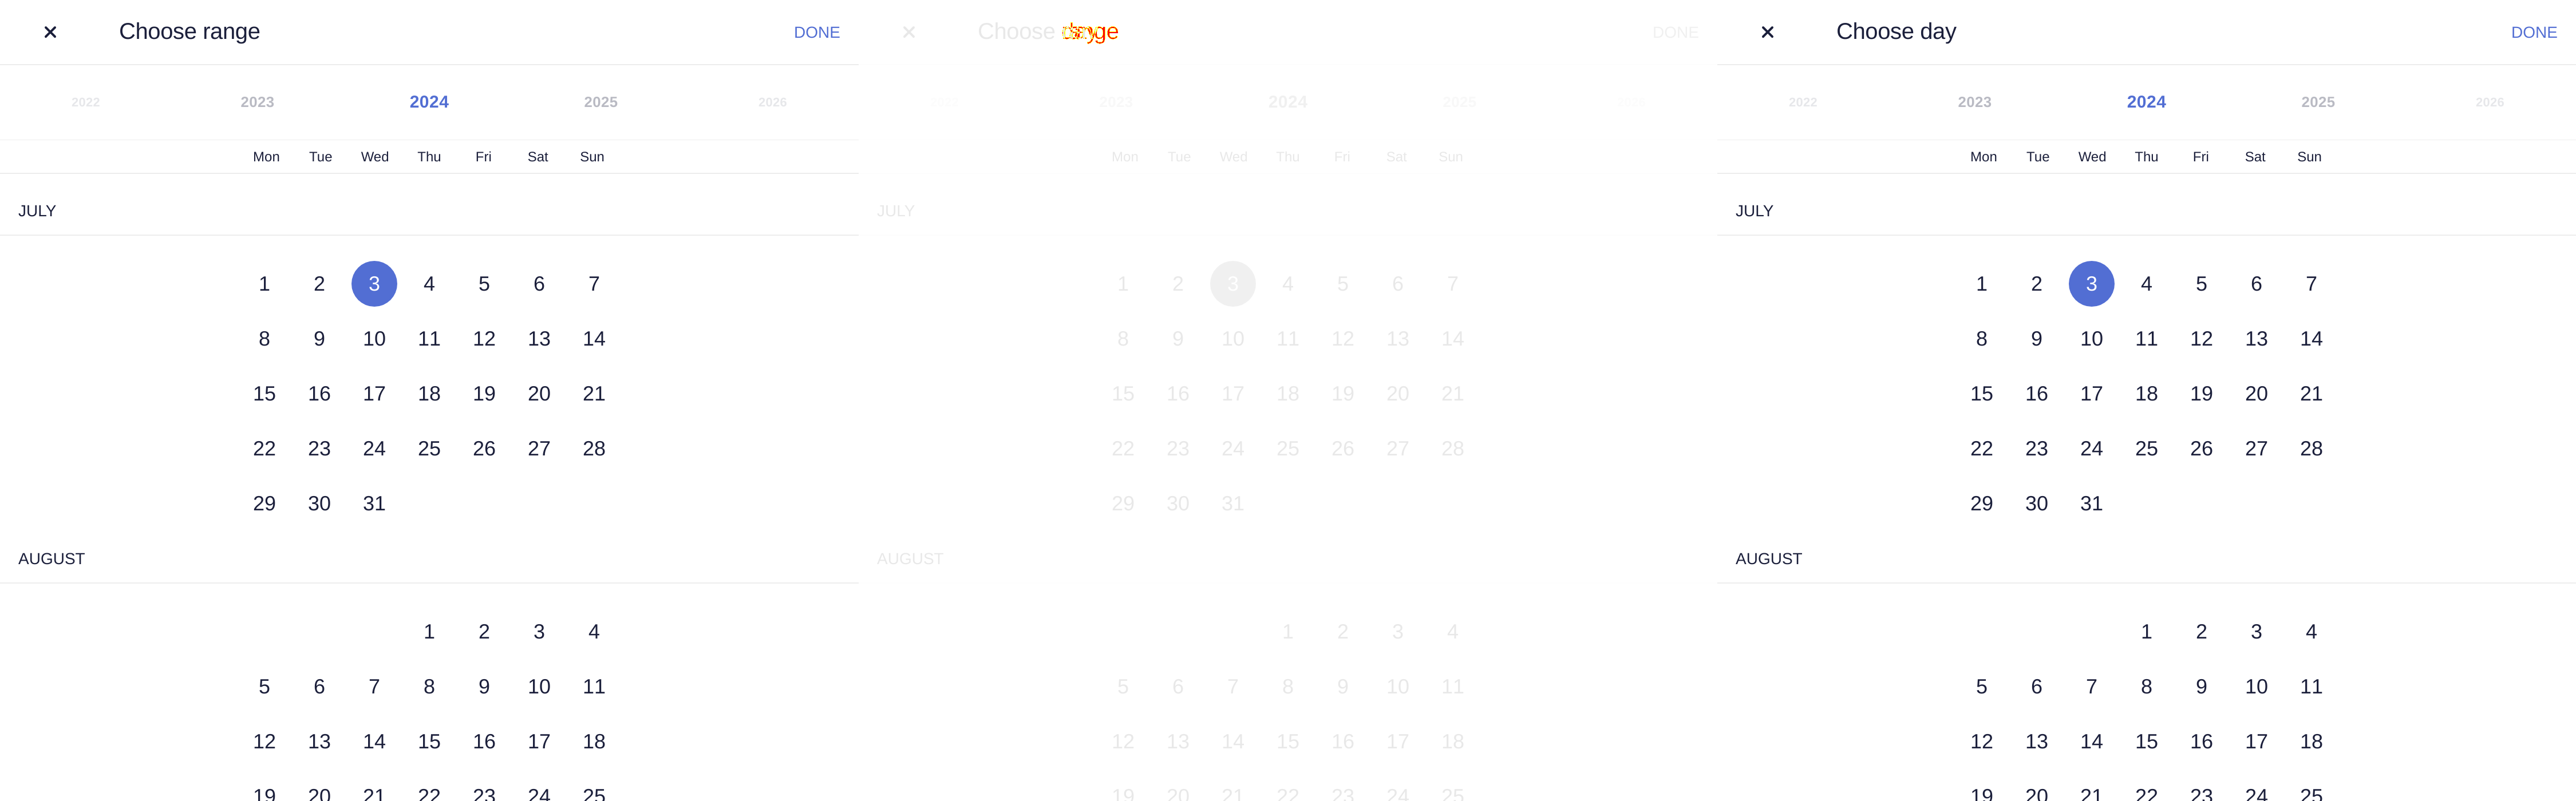 Choose range
DONE
2022 2023 2024 2025 2026
Mon Tue Wed Thu Fri Sat Sun
JULY
1 2 3 4 5 6 7
8 9 10 11 12 13 14
15 16 17 18 19 20 21
22 23 24 25 26 27 28
29 30 31
AUGUST
1 2 3 4
5 6 7 8 9 10 11
12 13 14 15 16 17 18
19 20 21 22 23 24 25
Choose
DONE
2023 2024 2025
Mon Tue Wed Thu Fri Sat Sun
JULY
1 2 3 4 5 6 7
8 9 10 11 12 13 14
15 16 17 18 19 20 21
22 23 24 25 26 27 28
29 30 31
AUGUST
1 2 3 4
5 6 7 8 9 10 11
12 13 14 15 16 17 18
19 20 21 22 23 24 25
Choose day
DONE
2022 2023 2024 2025 2026
Mon Tue Wed Thu Fri Sat Sun
JULY
1 2 3 4 5 6 7
8 9 10 11 12 13 14
15 16 17 18 19 20 21
22 23 24 25 26 27 28
29 30 31
AUGUST
1 2 3 4
5 6 7 8 9 10 11
12 13 14 15 16 17 18
19 20 21 22 23 24 25